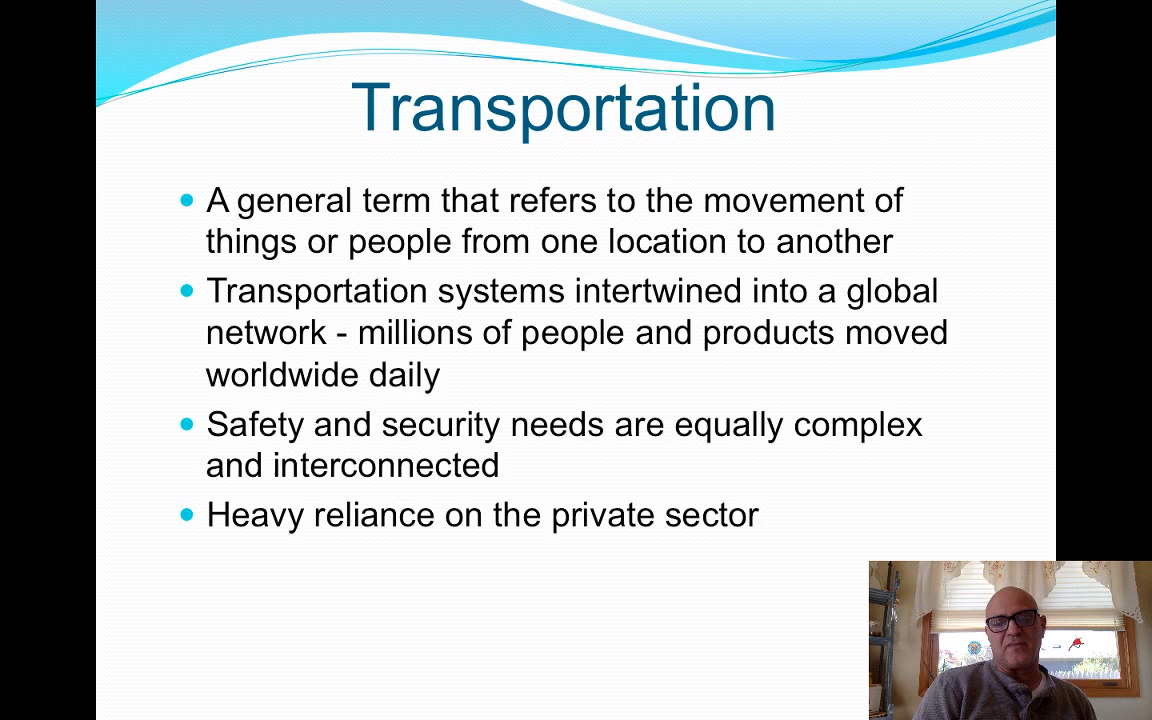 Transportation
A general term that refers to the movement of
things or people from one location to another
Transportation systems intertwined into a global
network - millions of people and products moved
worldwide daily
Safety and security needs are equally complex
and interconnected
Heavy reliance on the private sector